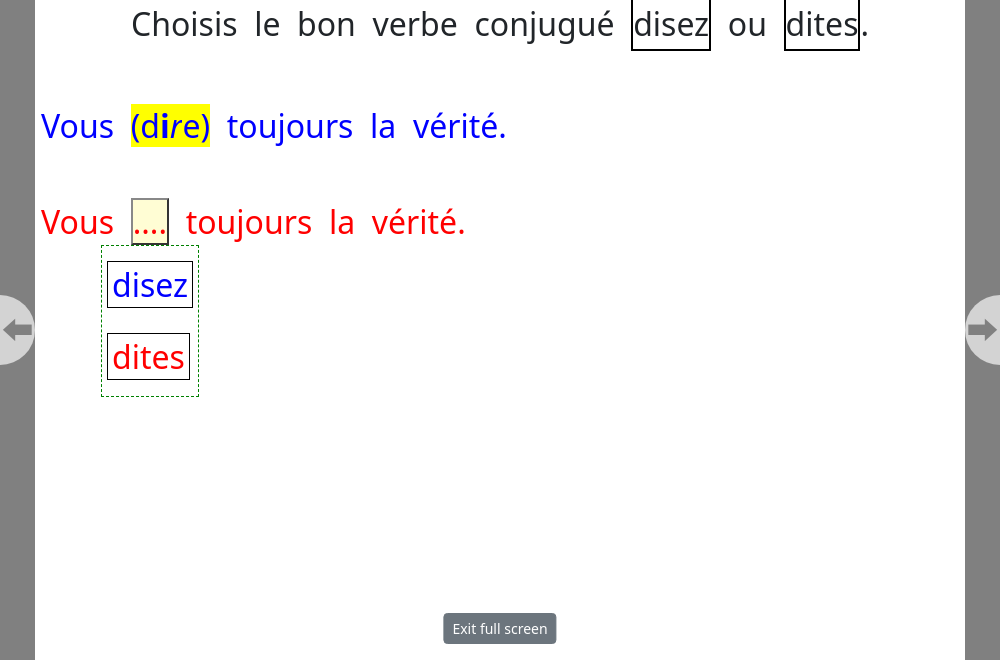 Choisis le bon verbe conjugué disez ou dites.
Vous (dire) toujours la vérité.
Vous .... toujours la vérité.
disez
dites
Exit full screen